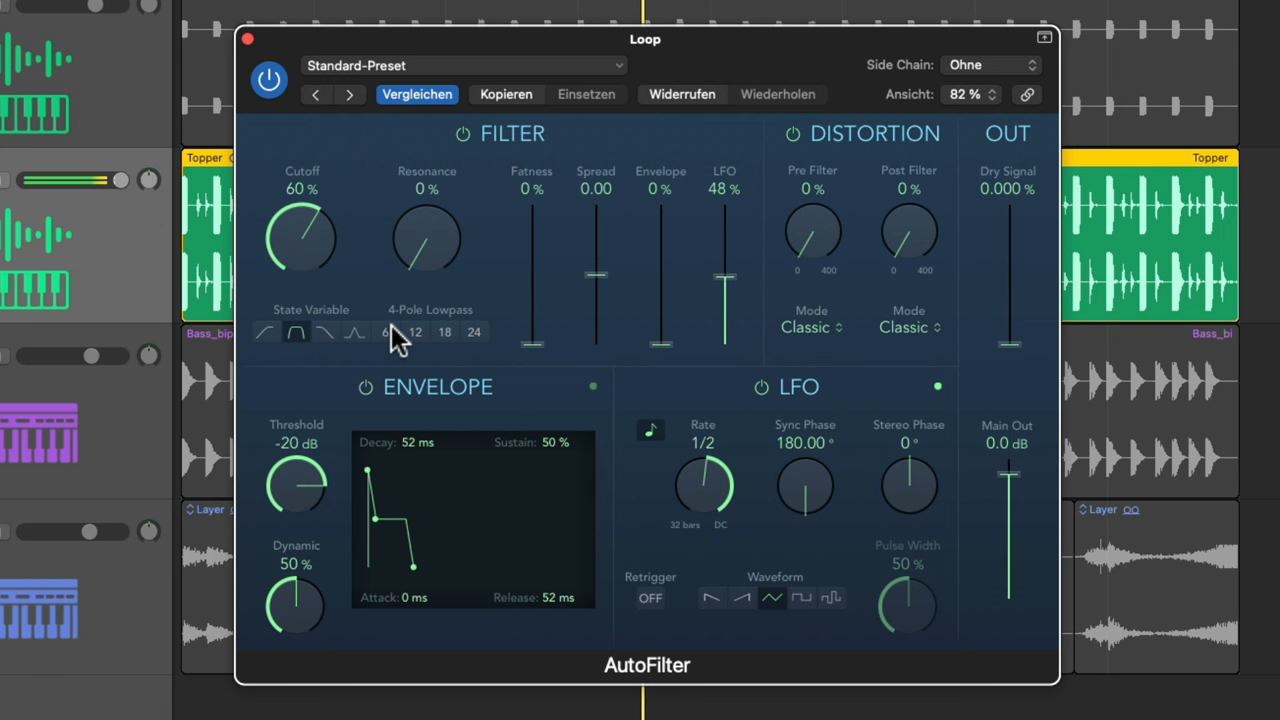 Loop
Standard-Preset
Side Chain: Ohne
Vergleichen Kopieren Einsetzen Widerrufen Wiederholen
Ansicht: 82 %
FILTER
DISTORTION
OUT
Cutoff Resonance Fatness Spread Envelope LFO
60 % 0 % 0 % 0.00 0 % 48 %
Pre Filter Post Filter
0 % 0 %
Dry Signal
0.000 %
0 400 0 400
State Variable 4-Pole Lowpass
6 12 18 24
Mode Mode
Classic Classic
ENVELOPE
LFO
Threshold
-20 dB
Decay: 52 ms Sustain: 50 %
Dynamic
50 %
Attack: 0 ms Release: 52 ms
Rate Sync Phase Stereo Phase
1/2 180.00 ° 0 °
32 bars DC
Main Out
0.0 dB
Pulse Width
50 %
Retrigger
OFF
Waveform
AutoFilter
Topper
Topper
Bass_bip
Bass_bi
Layer
Layer